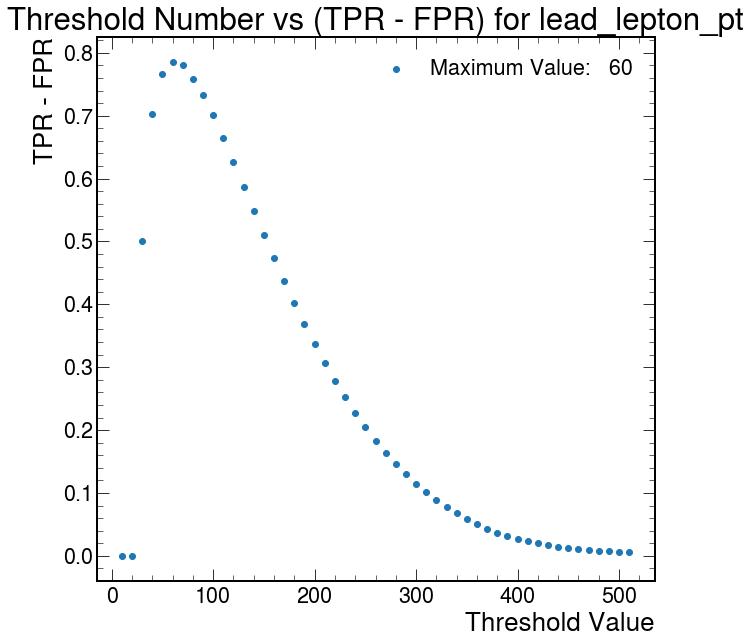 Threshold Number vs (TPR - FPR) for lead_lepton_pt
TPR - FPR
Maximum Value: 60
0.8
0.7
0.6
0.5
0.4
0.3
0.2
0.1
0.0
0 100 200 300 400 500
Threshold Value